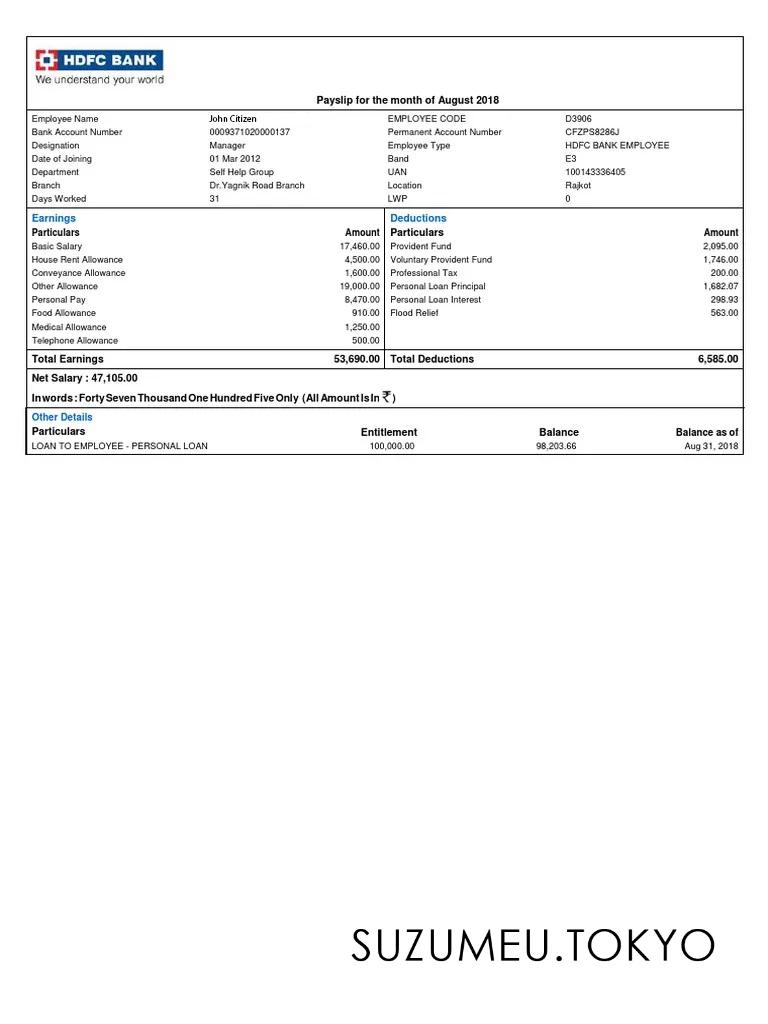 HDFC BANK
We understand your world
Payslip for the month of August 2018
Employee Name John Citizen EMPLOYEE CODE D3906
Bank Account Number 0009371020000137 Permanent Account Number CFZPS8286J
Designation Manager Employee Type HDFC BANK EMPLOYEE
Date of Joining 01 Mar 2012 Band E3
Department Self Help Group UAN 100143336405
Branch Dr.Yagnik Road Branch Location Rajkot
Days Worked 31 LWP 0
Earnings Deductions
Particulars Amount Particulars Amount
Basic Salary 17,460.00 Provident Fund 2,095.00
House Rent Allowance 4,500.00 Voluntary Provident Fund 1,746.00
Conveyance Allowance 1,600.00 Professional Tax 200.00
Other Allowance 19,000.00 Personal Loan Principal 1,682.07
Personal Pay 8,470.00 Personal Loan Interest 298.93
Food Allowance 910.00 Flood Relief 563.00
Medical Allowance 1,250.00
Telephone Allowance 500.00
Total Earnings 53,690.00 Total Deductions 6,585.00
Net Salary : 47,105.00
In words : Forty Seven Thousand One Hundred Five Only (All Amount Is In ₹ )
Other Details
Particulars Entitlement Balance Balance as of
LOAN TO EMPLOYEE - PERSONAL LOAN 100,000.00 98,203.66 Aug 31, 2018
SUZUMEU.TOKYO